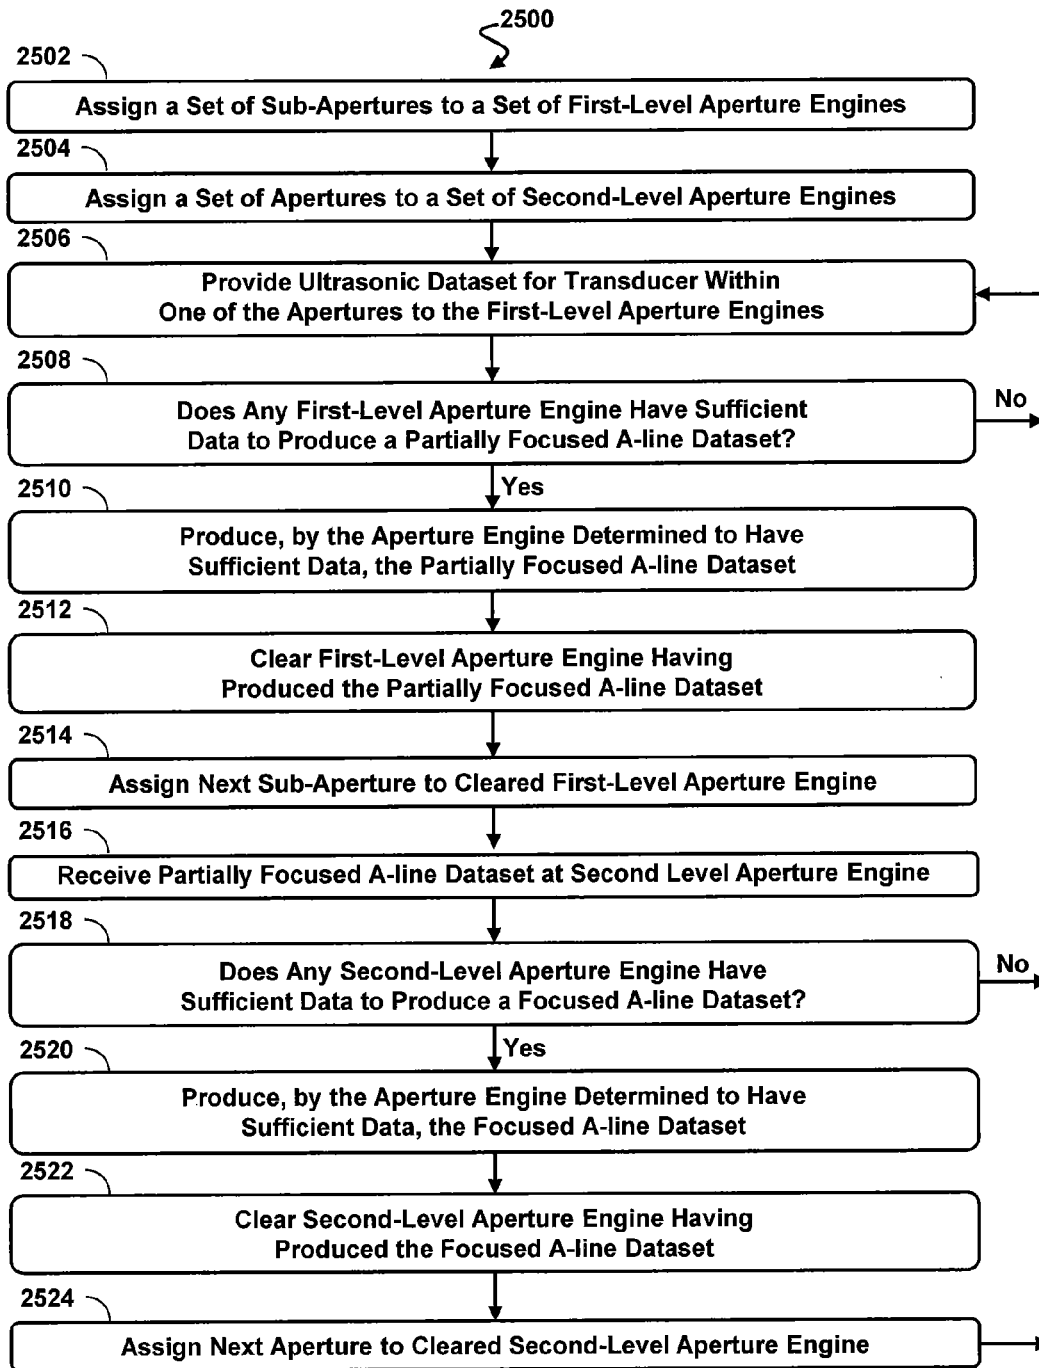 2500
2502
Assign a Set of Sub-Apertures to a Set of First-Level Aperture Engines
2504
Assign a Set of Apertures to a Set of Second-Level Aperture Engines
2506
Provide Ultrasonic Dataset for Transducer Within
One of the Apertures to the First-Level Aperture Engines
2508
Does Any First-Level Aperture Engine Have Sufficient
Data to Produce a Partially Focused A-line Dataset?
No
Yes
2510
Produce, by the Aperture Engine Determined to Have
Sufficient Data, the Partially Focused A-line Dataset
2512
Clear First-Level Aperture Engine Having
Produced the Partially Focused A-line Dataset
2514
Assign Next Sub-Aperture to Cleared First-Level Aperture Engine
2516
Receive Partially Focused A-line Dataset at Second Level Aperture Engine
2518
Does Any Second-Level Aperture Engine Have
Sufficient Data to Produce a Focused A-line Dataset?
No
Yes
2520
Produce, by the Aperture Engine Determined to Have
Sufficient Data, the Focused A-line Dataset
2522
Clear Second-Level Aperture Engine Having
Produced the Focused A-line Dataset
2524
Assign Next Aperture to Cleared Second-Level Aperture Engine